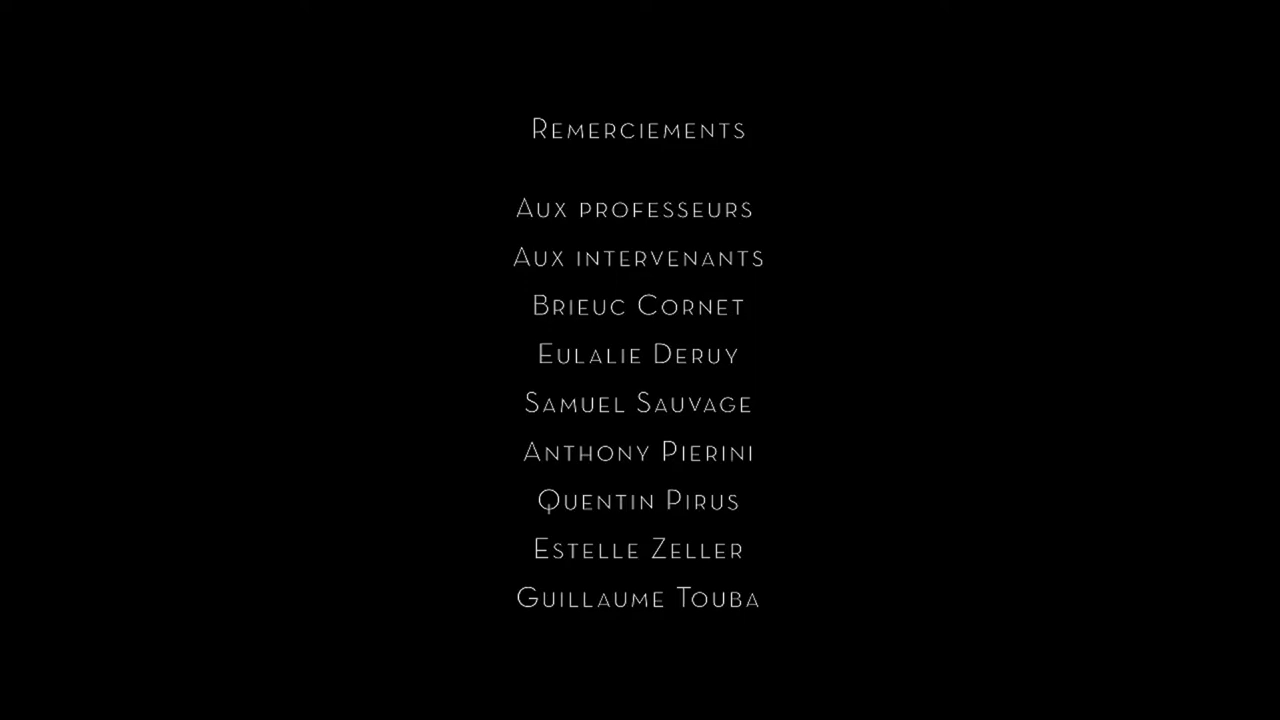 Remerciements
Aux professeurs
Aux intervenants
Brieuc Cornet
Eulalie Deruy
Samuel Sauvage
Anthony Pierini
Quentin Pirus
Estelle Zeller
Guillaume Touba